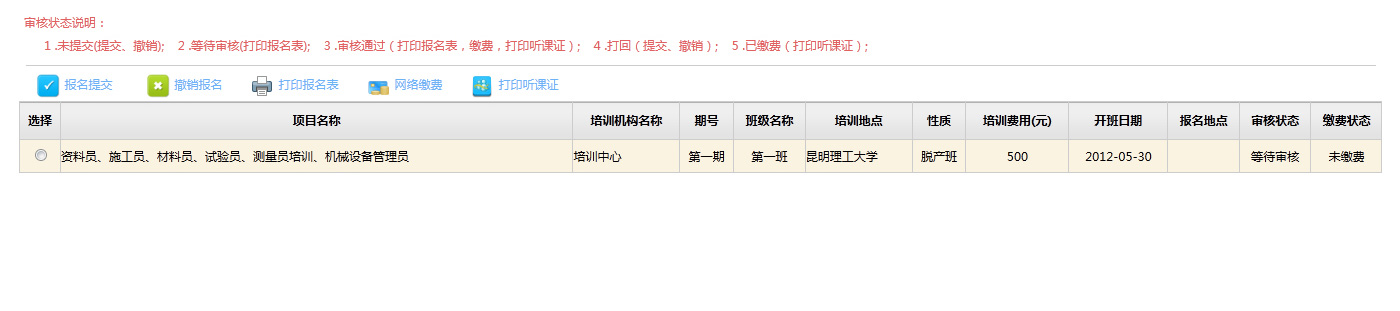 审核状态说明：
1 .未提交(提交、撤销);    2 .等待审核(打印报名表);    3 .审核通过（打印报名表，缴费，打印听课证）;    4 .打回（提交、撤销）;    5 .已缴费（打印听课证）;
报名提交 撤销报名 打印报名表 网络缴费 打印听课证
选择 项目名称 培训机构名称 期号 班级名称 培训地点 性质 培训费用(元) 开班日期 报名地点 审核状态 缴费状态
资料员、施工员、材料员、试验员、测量员培训、机械设备管理员 培训中心 第一期 第一班 昆明理工大学 脱产班 500 2012-05-30 等待审核 未缴费